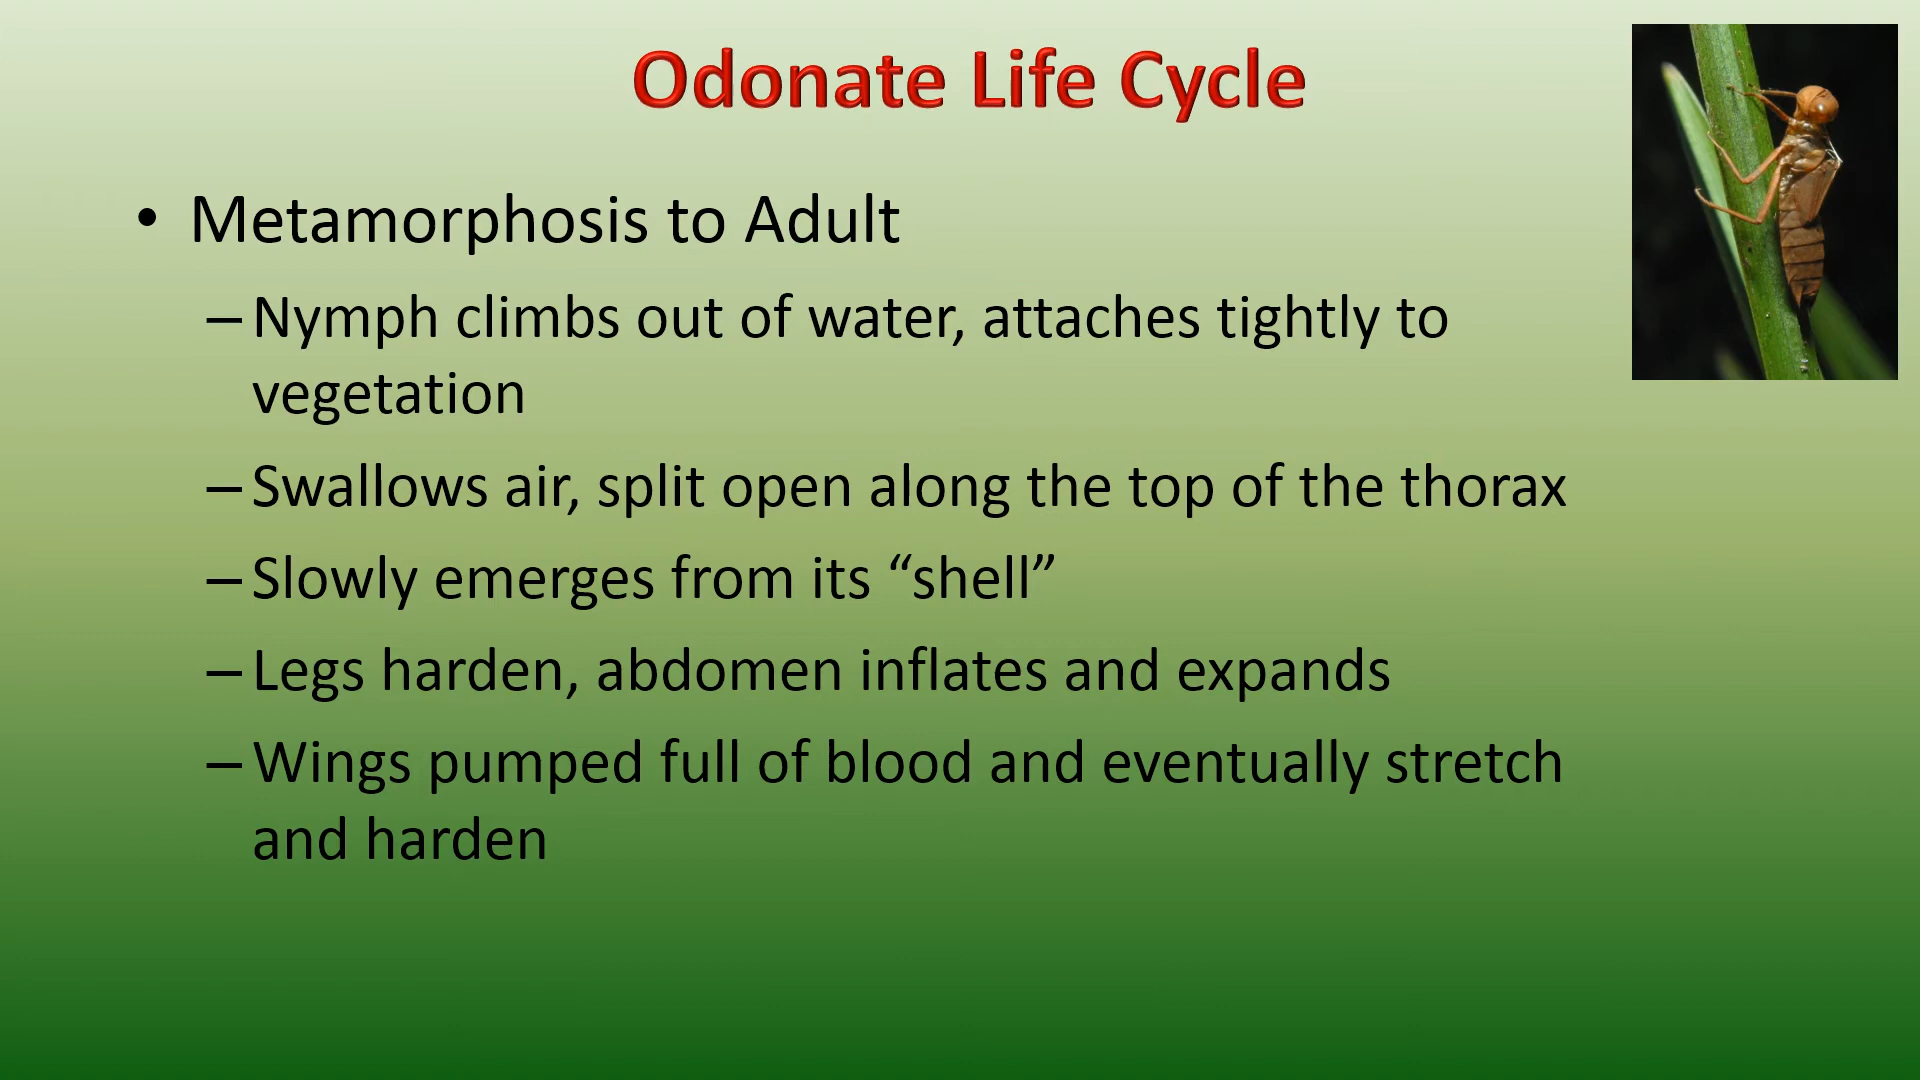 Odonate Life Cycle
• Metamorphosis to Adult
– Nymph climbs out of water, attaches tightly to
vegetation
– Swallows air, split open along the top of the thorax
– Slowly emerges from its “shell”
– Legs harden, abdomen inflates and expands
– Wings pumped full of blood and eventually stretch
and harden